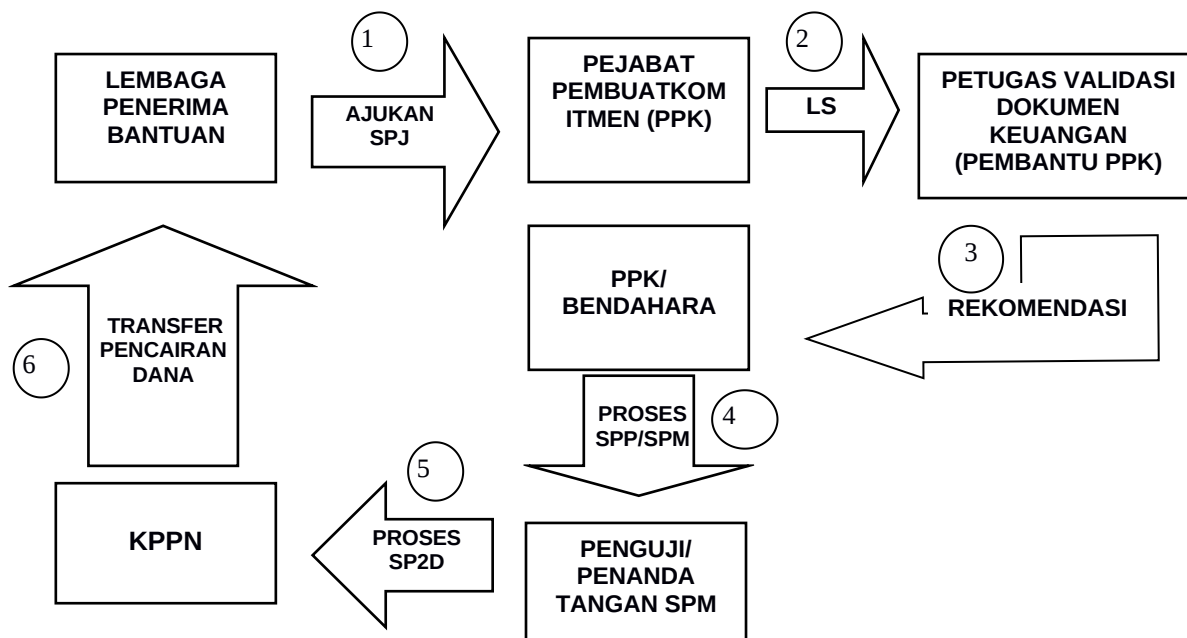 1
2
LEMBAGA
PENERIMA
BANTUAN
AJUKAN
SPJ
PEJABAT
PEMBUATKOM
ITMEN (PPK)
LS
PETUGAS VALIDASI
DOKUMEN
KEUANGAN
(PEMBANTU PPK)
3
REKOMENDASI
PPK/
BENDAHARA
PROSES
SPP/SPM
4
PENGUJI/
PENANDA
TANGAN SPM
5
PROSES
SP2D
KPPN
6
TRANSFER
PENCAIRAN
DANA